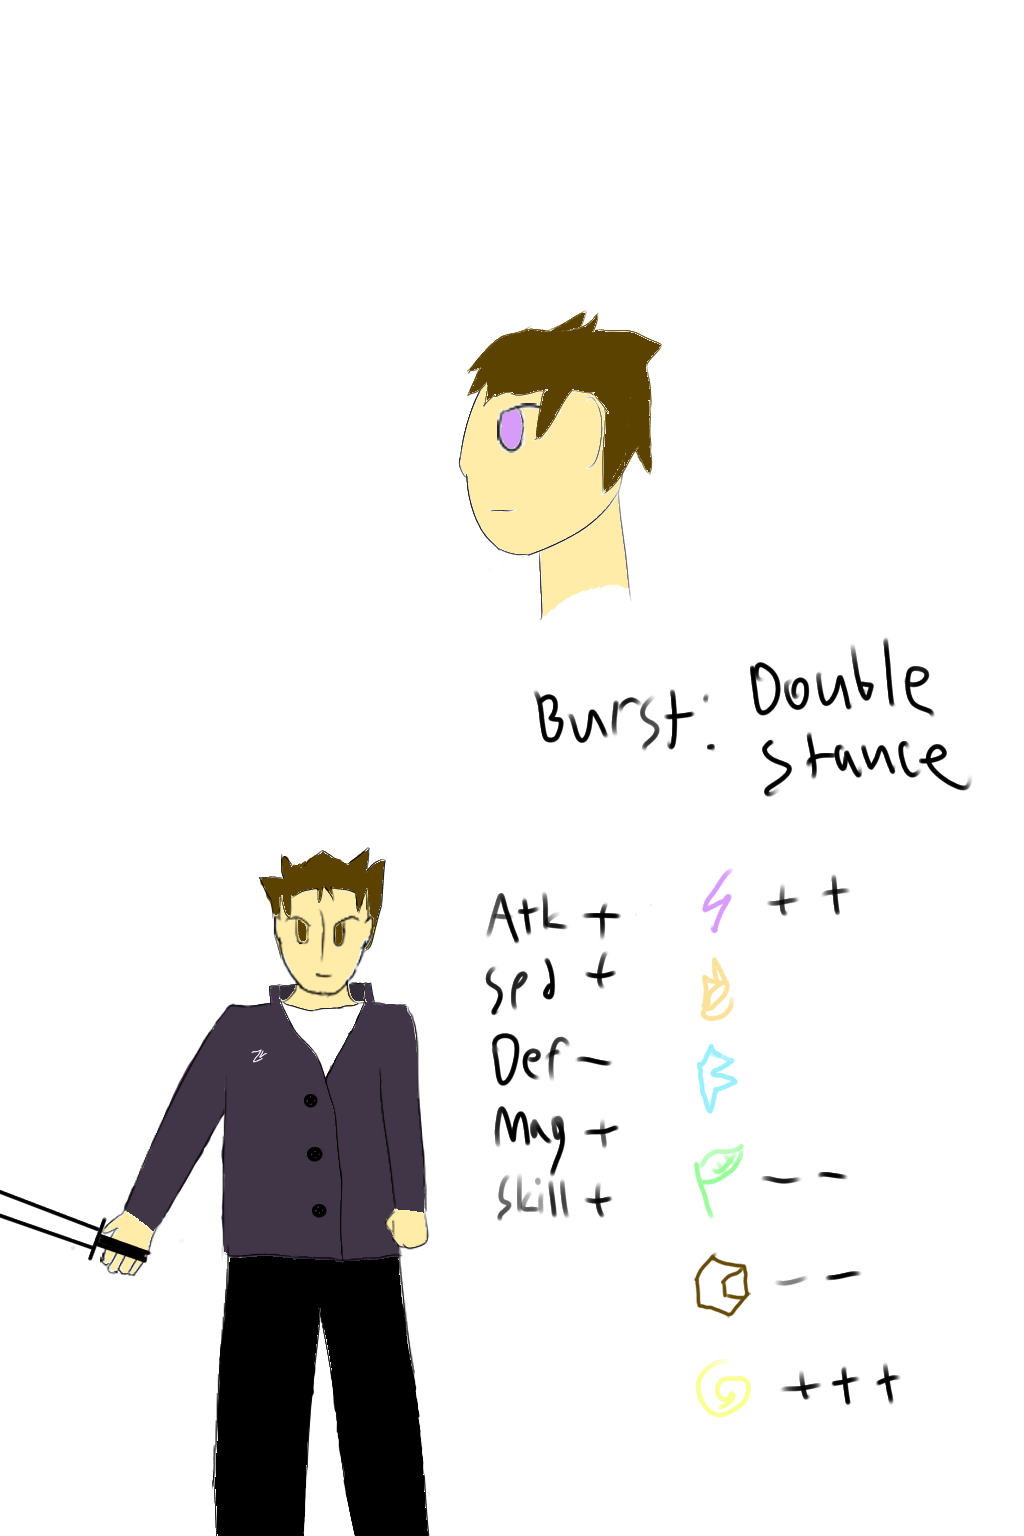 Burst: Double
stance
Atk + ++
Spd +
Def -
Mag + --
Skill +
--
+++